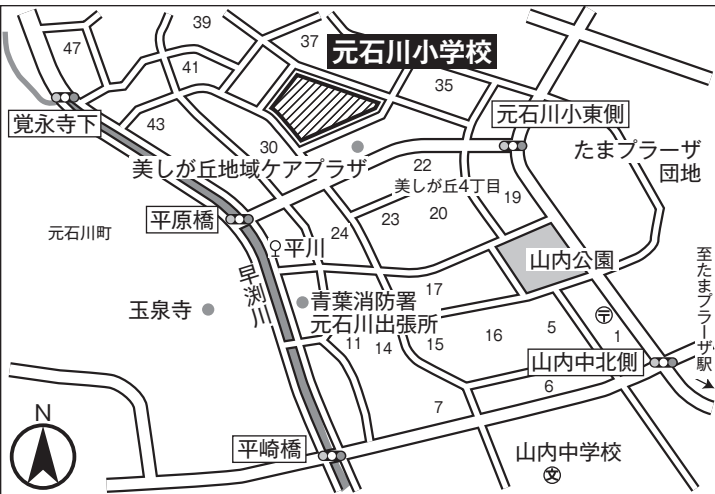 39
37
47
元石川小学校
41
35
元石川小東側
覚永寺下
43
30
たまプラーザ
団地
美しが丘地域ケアプラザ
22
美しが丘4丁目
19
平原橋
23
20
元石川町
24
平川
山内公園
早渕川
17
至たまプラーザ駅
玉泉寺
青葉消防署
元石川出張所
〒
16
5
1
11
14
15
山内中北側
6
7
N
平崎橋
山内中学校
文